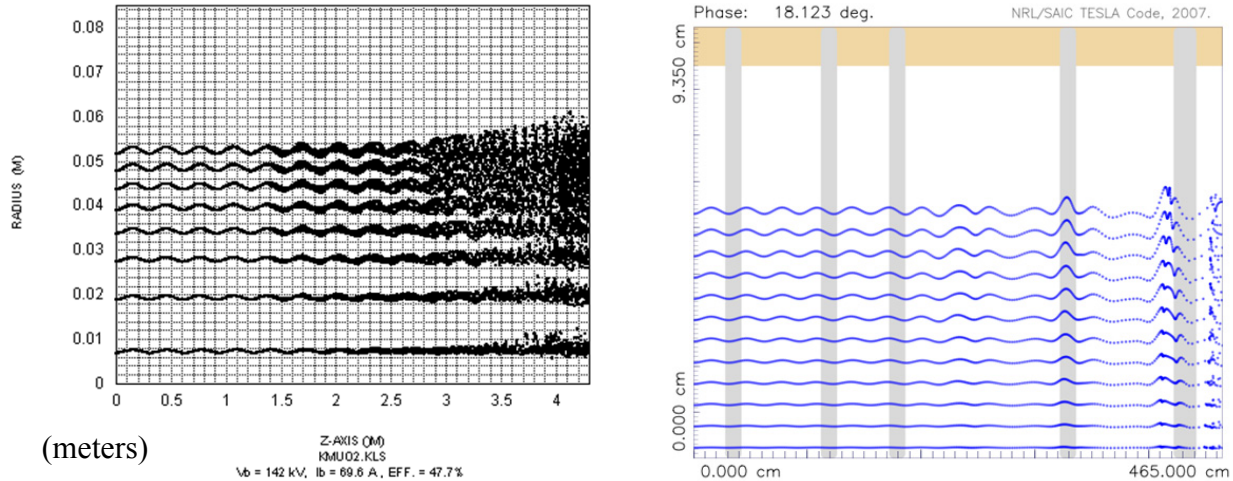 0.08
0.07
0.06
0.05
0.04
0.03
0.02
0.01
0
RADIUS (M)
0 0.5 1 1.5 2 2.5 3 3.5 4
(meters)
Z-AXIS (M)
KMU02.KLS
Vb = 142 kV, Ib = 69.6 A, EFF. = 47.7%
Phase: 18.123 deg.
NRL/SAIC TESLA Code, 2007.
9.350 cm
0.000 cm
0.000 cm 465.000 cm